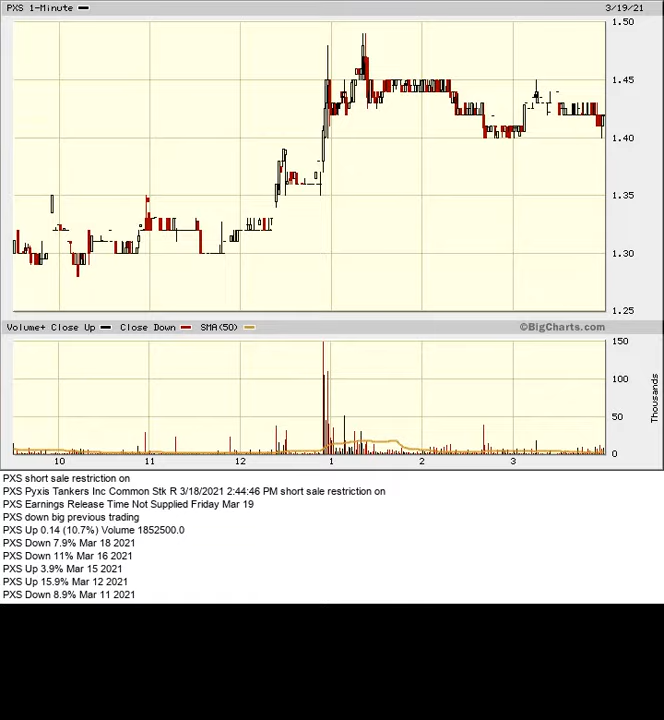 PXS 1-Minute 3/19/21
1.50
1.45
1.40
1.35
1.30
1.25
Volume+ Close Up Close Down SMA(50) ©BigCharts.com
150
100
50
0
Thousands
10 11 12 1 2 3
PXS short sale restriction on
PXS Pyxis Tankers Inc Common Stk R 3/18/2021 2:44:46 PM short sale restriction on
PXS Earnings Release Time Not Supplied Friday Mar 19
PXS down big previous trading
PXS Up 0.14 (10.7%) Volume 1852500.0
PXS Down 7.9% Mar 18 2021
PXS Down 11% Mar 16 2021
PXS Up 3.9% Mar 15 2021
PXS Up 15.9% Mar 12 2021
PXS Down 8.9% Mar 11 2021